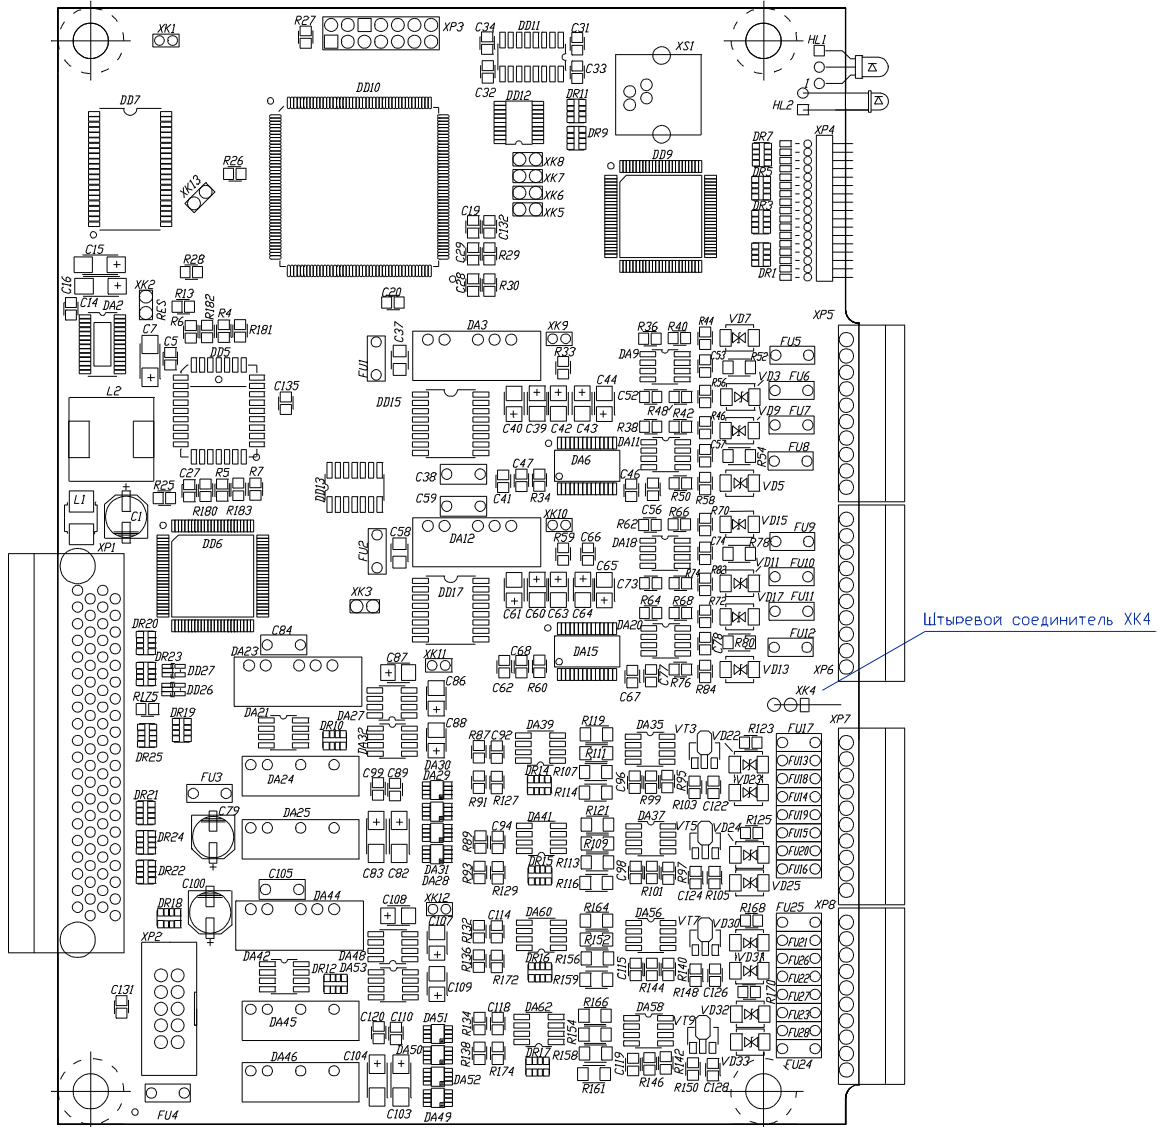 XK1
R27
XP3
C34
DD11
C31
XS1
HL1
C32
C33
DD12
DR11
DR9
HL2
1
DD7
DD10
XP4
XK8
XK7
XK6
XK5
DD9
DR7
DR5
DR3
DR1
R26
XK13
C19
C132
C29
R29
C28
R30
C15
C16
C14
R28
XK2
RES
R13
R182
DA2
R6
R4
R181
C7
C5
DD5
C20
C37
FU1
DA3
XK9
R33
R36
R40
R44
VD7
XP5
DA9
C53
R52
FU5
L2
C135
DD15
C40
C39
C42
C43
C44
C52
R48
R42
R56
VD3
FU6
R38
R46
VD9
FU7
DA11
C57
R54
FU8
DA6
R25
C27
R5
R7
R180
R183
DD13
C38
C41
C47
R34
C46
R50
R58
VD5
L1
C1
C59
XP1
DD6
FU2
C58
DA12
XK10
R59
C66
R62
C56
R66
R70
VD15
FU9
DA18
C74
R78
XK3
DD17
C61
C60
C63
C64
C65
C73
R74
R82
VD11
FU10
R64
R68
R72
VD17
FU11
DA20
C78
R80
FU12
Штыревой соединитель XK4
DR20
C84
DA15
DR23
DD27
DD26
DA23
C87
XK11
C86
C62
C68
R60
C67
C77
R76
R84
VD13
XP6
R175
XK4
DR19
DR25
DA21
DR10
DA27
DA32
C88
XP7
R87
C92
DA39
R119
DA35
VT3
VD22
R123
FU17
R111
FU13
FU3
DA24
C99
C89
DA30
DA29
R91
R127
DR14
R107
R114
C96
R99
R95
R103
C122
VD23
FU18
FU14
DR21
C79
DA25
R121
DA41
DA37
VT5
VD24
R125
FU19
FU15
DR24
R89
C94
R109
FU20
DR22
C83
C82
DA31
DA28
R93
R129
DR15
R113
R116
C98
R101
R97
C124
R105
VD25
FU16
C100
C105
DR18
DA44
C108
XK12
C107
XP8
R132
C114
DA60
R164
DA56
VT7
VD30
R168
FU25
R152
FU21
XP2
DA42
DR12
DA48
DA53
C109
R136
R172
DR16
R156
R159
C115
R144
R140
R148
C126
VD31
FU26
FU22
R170
FU27
C131
DA45
C120
C110
DA51
R134
C118
DA62
R166
R154
DA58
VT9
VD32
FU23
FU28
DA46
C104
DA50
R138
R174
DR17
R158
R161
C119
R146
R142
R150
C128
VD33
FU24
DA52
FU4
C103
DA49